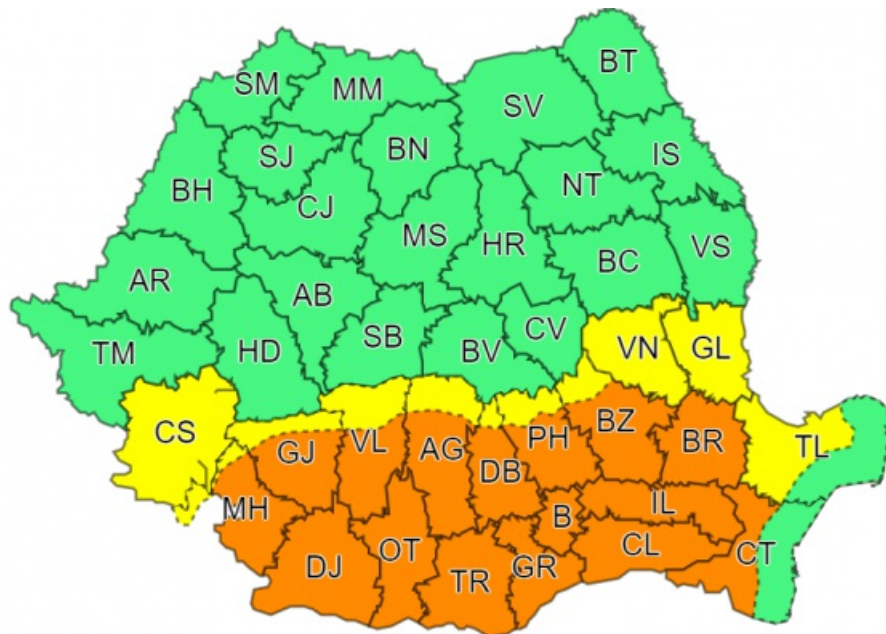 BT
SM
MM
SV
SJ
BN
IS
BH
NT
CJ
MS
HR
VS
BC
AR
AB
TM
HD
SB
BV
CV
VN
GL
CS
GJ
VL
AG
PH
BZ
BR
TL
DB
MH
B
IL
DJ
OT
TR
GR
CL
CT